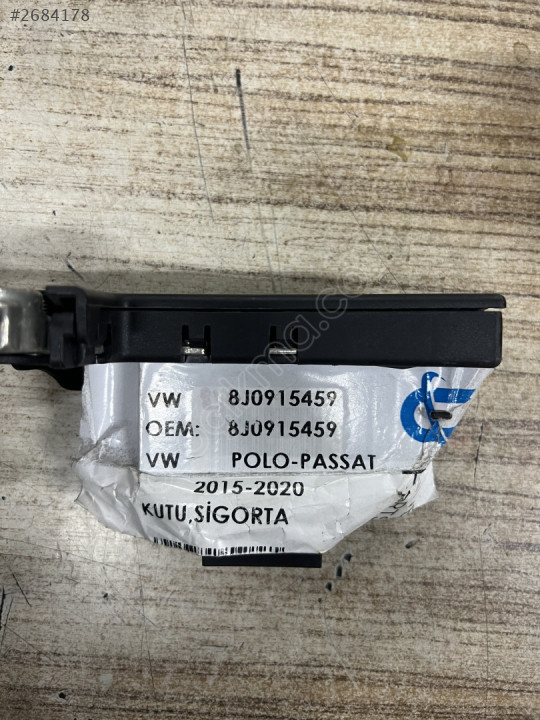 #2684178
VW 8J0915459
OEM: 8J0915459
VW POLO-PASSAT
2015-2020
KUTU,SİGORTA